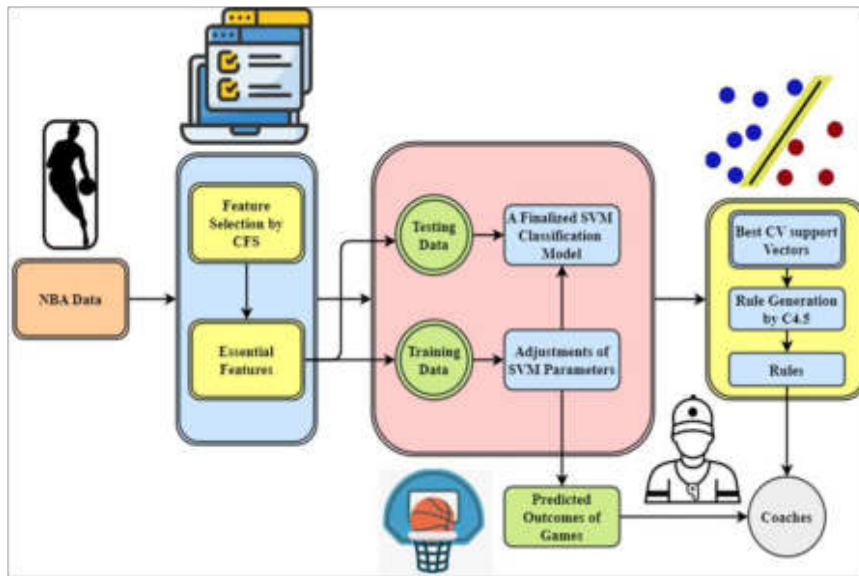 NBA Data
Feature
Selection by
CFS
Essential
Features
Testing
Data
A Finalized SVM
Classification
Model
Training
Data
Adjustments of
SVM Parameters
Predicted
Outcomes of
Games
Best CV support
Vectors
Rule Generation
by C4.5
Rules
Coaches